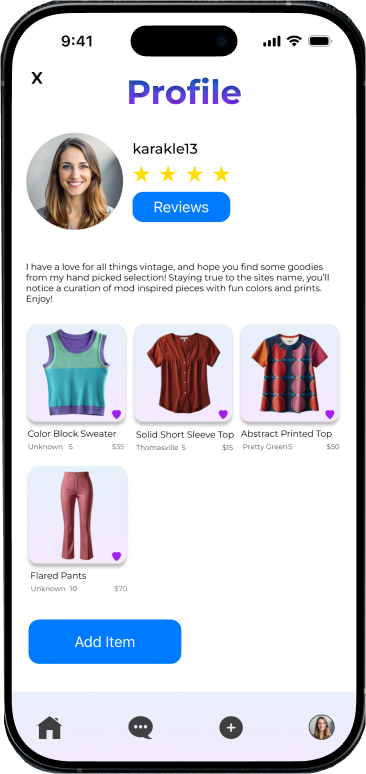 9:41
X
Profile
karakle13
Reviews
I have a love for all things vintage, and hope you find some goodies
from my hand picked selection! Staying true to the sites name, you'll
notice a curation of mod inspired pieces with fun colors and prints.
Enjoy!
Color Block Sweater
Unknown S $35
Solid Short Sleeve Top
Thomasville S $15
Abstract Printed Top
Pretty GreenS $50
Flared Pants
Unknown 10 $70
Add Item